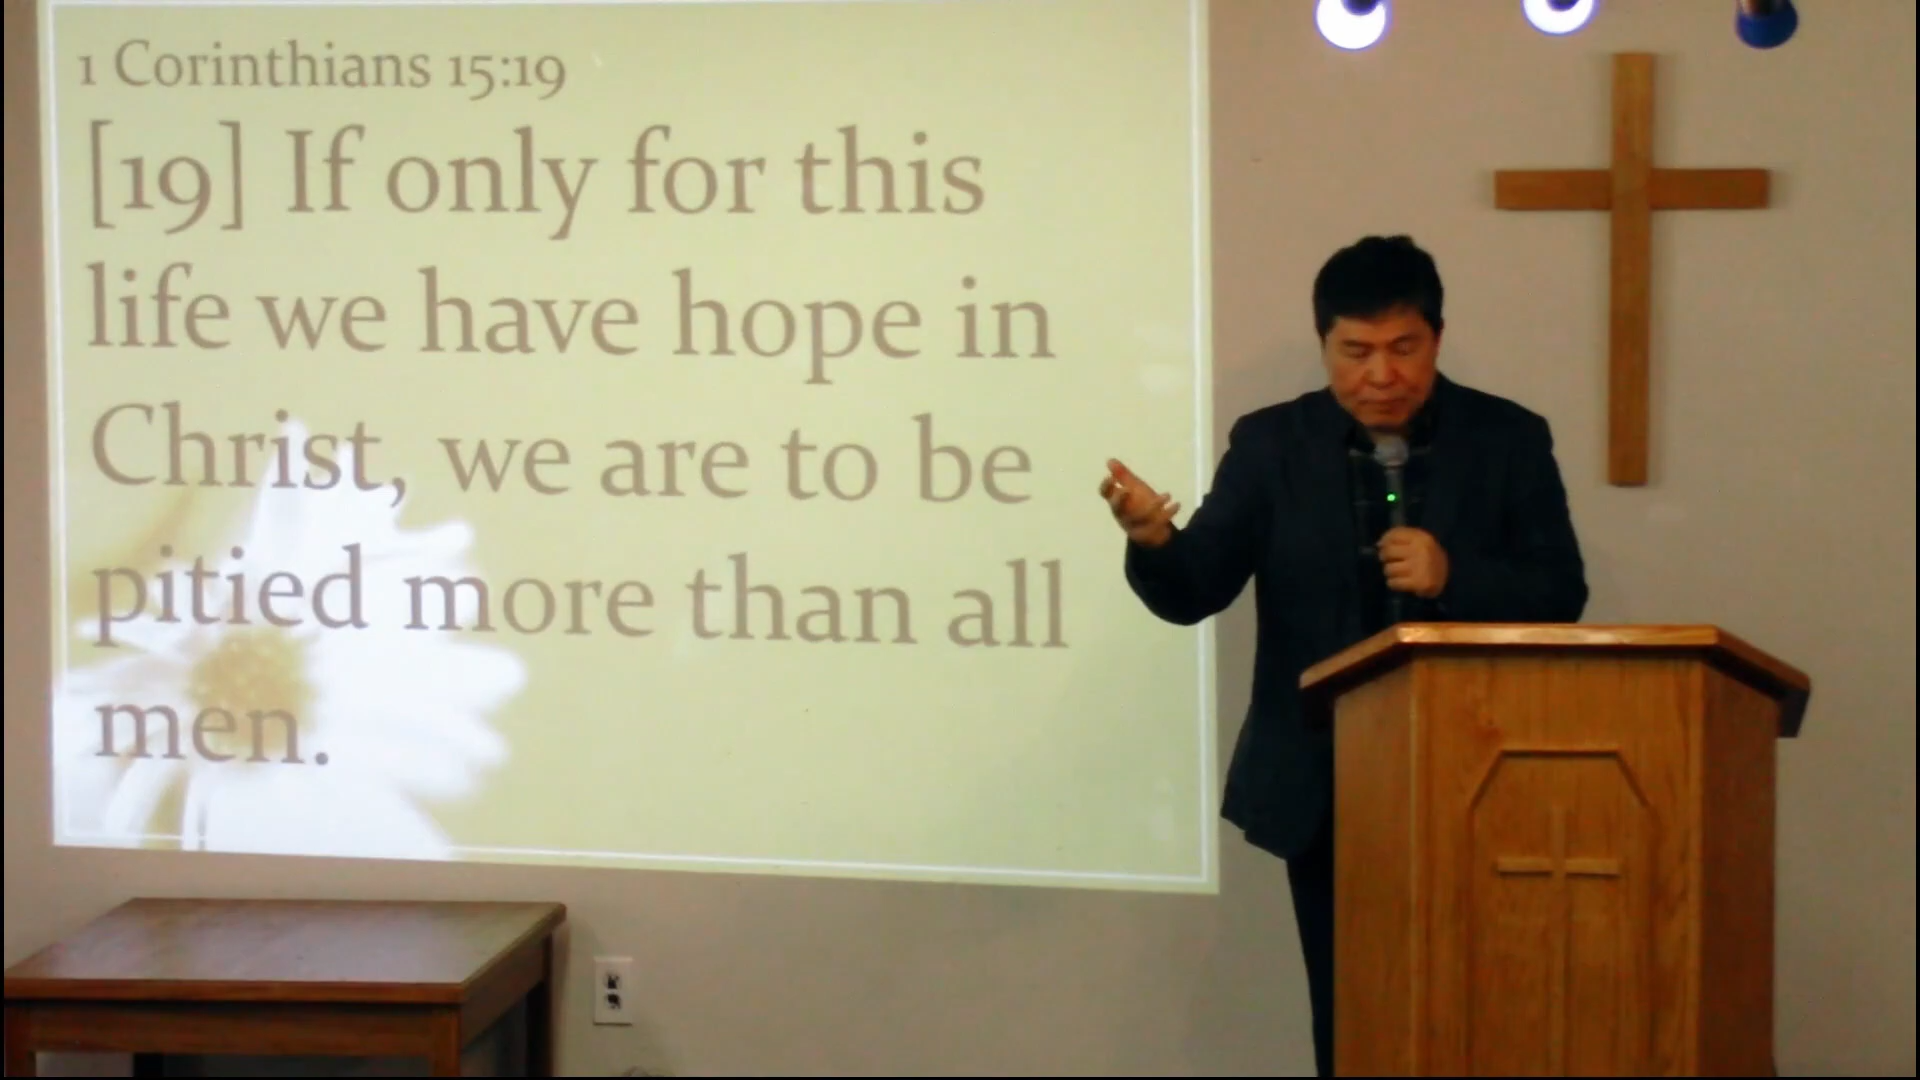 1 Corinthians 15:19
[19] If only for this
life we have hope in
Christ, we are to be
pitied more than all
men.